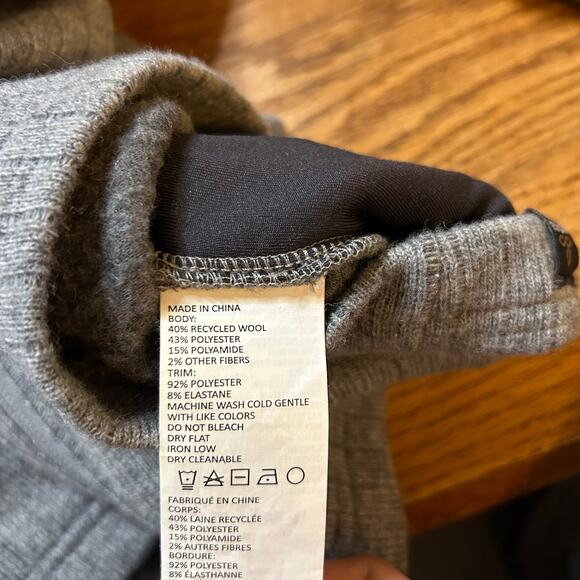 MADE IN CHINA
BODY:
40% RECYCLED WOOL
43% POLYESTER
15% POLYAMIDE
2% OTHER FIBERS
TRIM:
92% POLYESTER
8% ELASTANE
MACHINE WASH COLD GENTLE
WITH LIKE COLORS
DO NOT BLEACH
DRY FLAT
IRON LOW
DRY CLEANABLE
FABRIQUÉ EN CHINE
CORPS:
40% LAINE RECYCLÉE
43% POLYESTER
15% POLYAMIDE
2% AUTRES FIBRES
BORDURE:
92% POLYESTER
8% ÉLASTHANNE